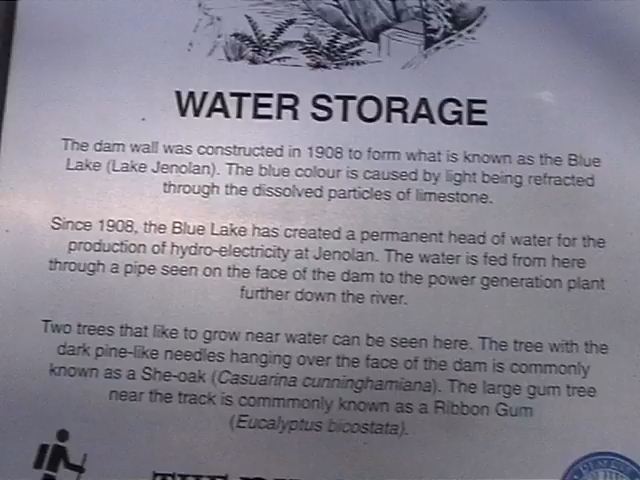 WATER STORAGE
The dam wall was constructed in 1908 to form what is known as the Blue
Lake (Lake Jenolan). The blue colour is caused by light being refracted
through the dissolved particles of limestone.
Since 1908, the Blue Lake has created a permanent head of water for the
production of hydro-electricity at Jenolan. The water is fed from here
through a pipe seen on the face of the dam to the power generation plant
further down the river.
Two trees that like to grow near water can be seen here. The tree with the
dark pine-like needles hanging over the face of the dam is commonly
known as a She-oak (Casuarina cunninghamiana). The large gum tree
near the track is commmonly known as a Ribbon Gum
(Eucalyptus bicostata).